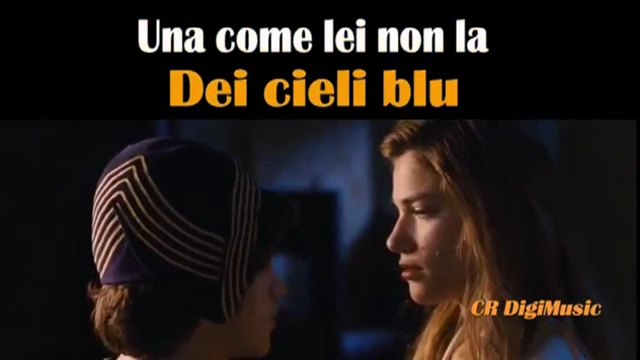 Una come lei non la
Dei cieli blu
CR DigiMusic